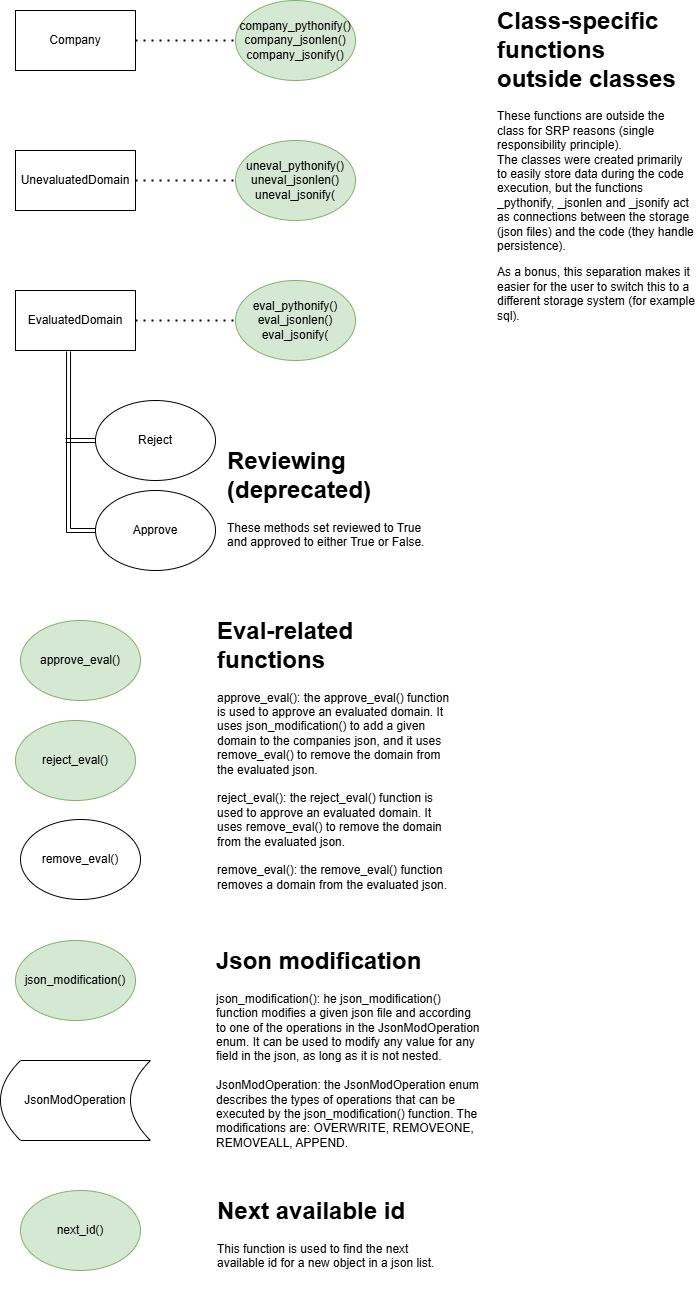 Company
company_pythonify()
company_jsonlen()
company_jsonify()
Class-specific
functions
outside classes
These functions are outside the
class for SRP reasons (single
responsibility principle).
The classes were created primarily
to easily store data during the code
execution, but the functions
_pythonify, _jsonlen and _jsonify act
as connections between the storage
(json files) and the code (they handle
persistence).
As a bonus, this separation makes it
easier for the user to switch this to a
different storage system (for example
sql).
UnevaluatedDomain
uneval_pythonify()
uneval_jsonlen()
uneval_jsonify(
EvaluatedDomain
eval_pythonify()
eval_jsonlen()
eval_jsonify(
Reject
Approve
Reviewing
(deprecated)
These methods set reviewed to True
and approved to either True or False.
approve_eval()
reject_eval()
remove_eval()
Eval-related
functions
approve_eval(): the approve_eval() function
is used to approve an evaluated domain. It
uses json_modification() to add a given
domain to the companies json, and it uses
remove_eval() to remove the domain from
the evaluated json.
reject_eval(): the reject_eval() function is
used to approve an evaluated domain. It
uses remove_eval() to remove the domain
from the evaluated json.
remove_eval(): the remove_eval() function
removes a domain from the evaluated json.
json_modification()
JsonModOperation
Json modification
json_modification(): he json_modification()
function modifies a given json file and according
to one of the operations in the JsonModOperation
enum. It can be used to modify any value for any
field in the json, as long as it is not nested.
JsonModOperation: the JsonModOperation enum
describes the types of operations that can be
executed by the json_modification() function. The
modifications are: OVERWRITE, REMOVEONE,
REMOVEALL, APPEND.
next_id()
Next available id
This function is used to find the next
available id for a new object in a json list.